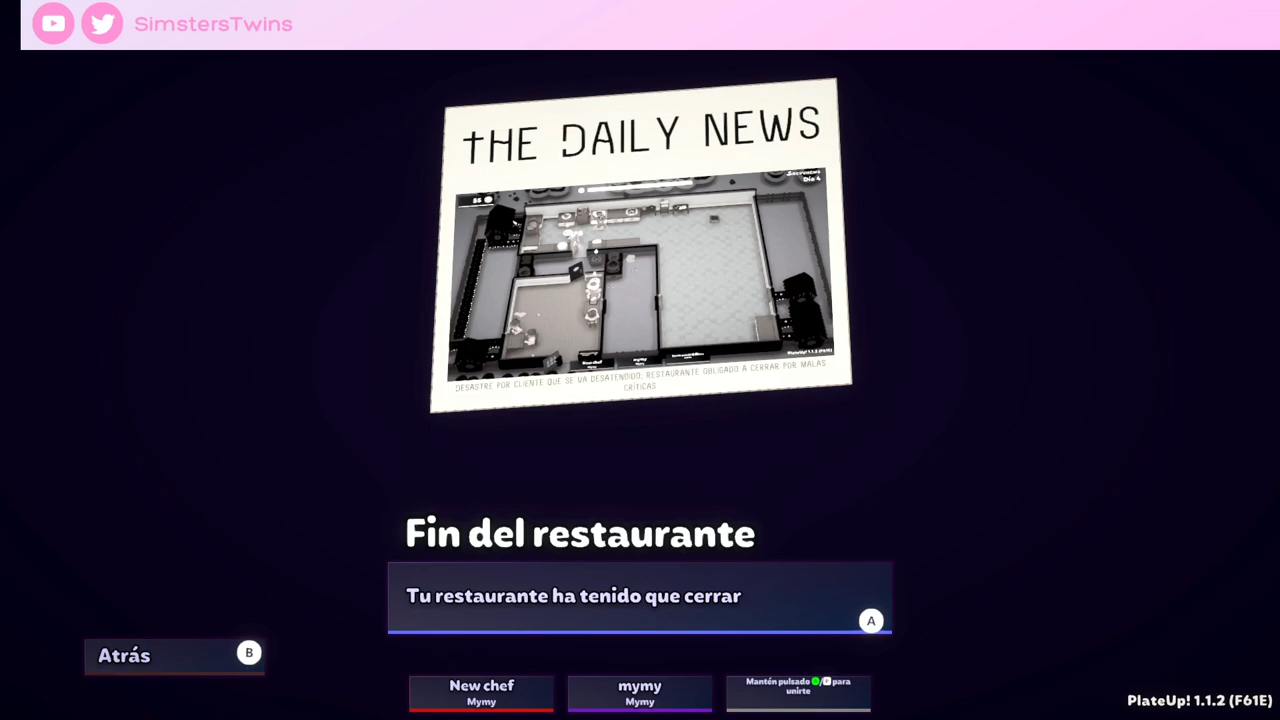 SimstersTwins
THE DAILY NEWS
Día 4
DESASTRE POR CLIENTE QUE SE VA DESATENDIDO: RESTAURANTE OBLIGADO A CERRAR POR MALAS
CRÍTICAS
Fin del restaurante
Tu restaurante ha tenido que cerrar
A
Atrás
B
New chef
Mymy
mymy
Mymy
Mantén pulsado / para
unirte
PlateUp! 1.1.2 (F61E)